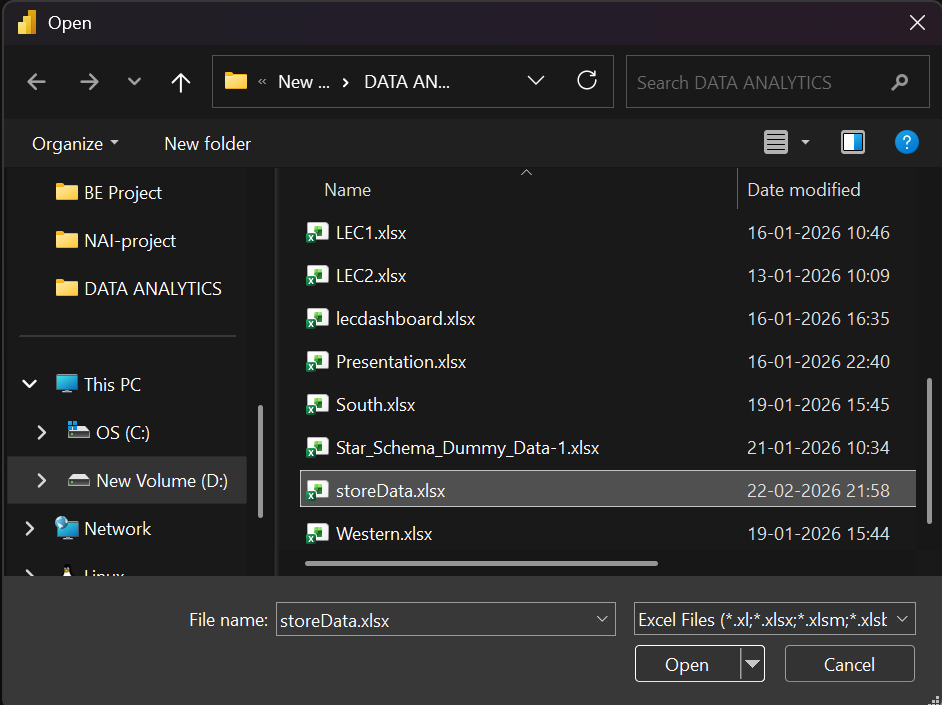 Open
« New ... › DATA AN...
Search DATA ANALYTICS
Organize
New folder
BE Project
NAI-project
DATA ANALYTICS
This PC
OS (C:)
New Volume (D:)
Network
Linux
Name Date modified
LEC1.xlsx 16-01-2026 10:46
LEC2.xlsx 13-01-2026 10:09
lecdashboard.xlsx 16-01-2026 16:35
Presentation.xlsx 16-01-2026 22:40
South.xlsx 19-01-2026 15:45
Star_Schema_Dummy_Data-1.xlsx 21-01-2026 10:34
storeData.xlsx 22-02-2026 21:58
Western.xlsx 19-01-2026 15:44
File name: storeData.xlsx
Excel Files (*.xl;*.xlsx;*.xlsm;*.xlsb
Open
Cancel